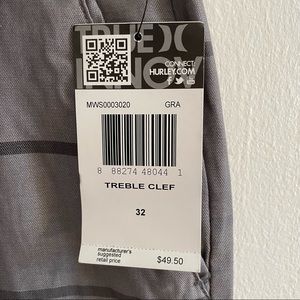 TRUE
INNOV
CONNECT:
HURLEY.COM
MWS0003020 GRA
8 88274 48044 1
TREBLE CLEF
32
manufacturer's
suggested
retail price $49.50